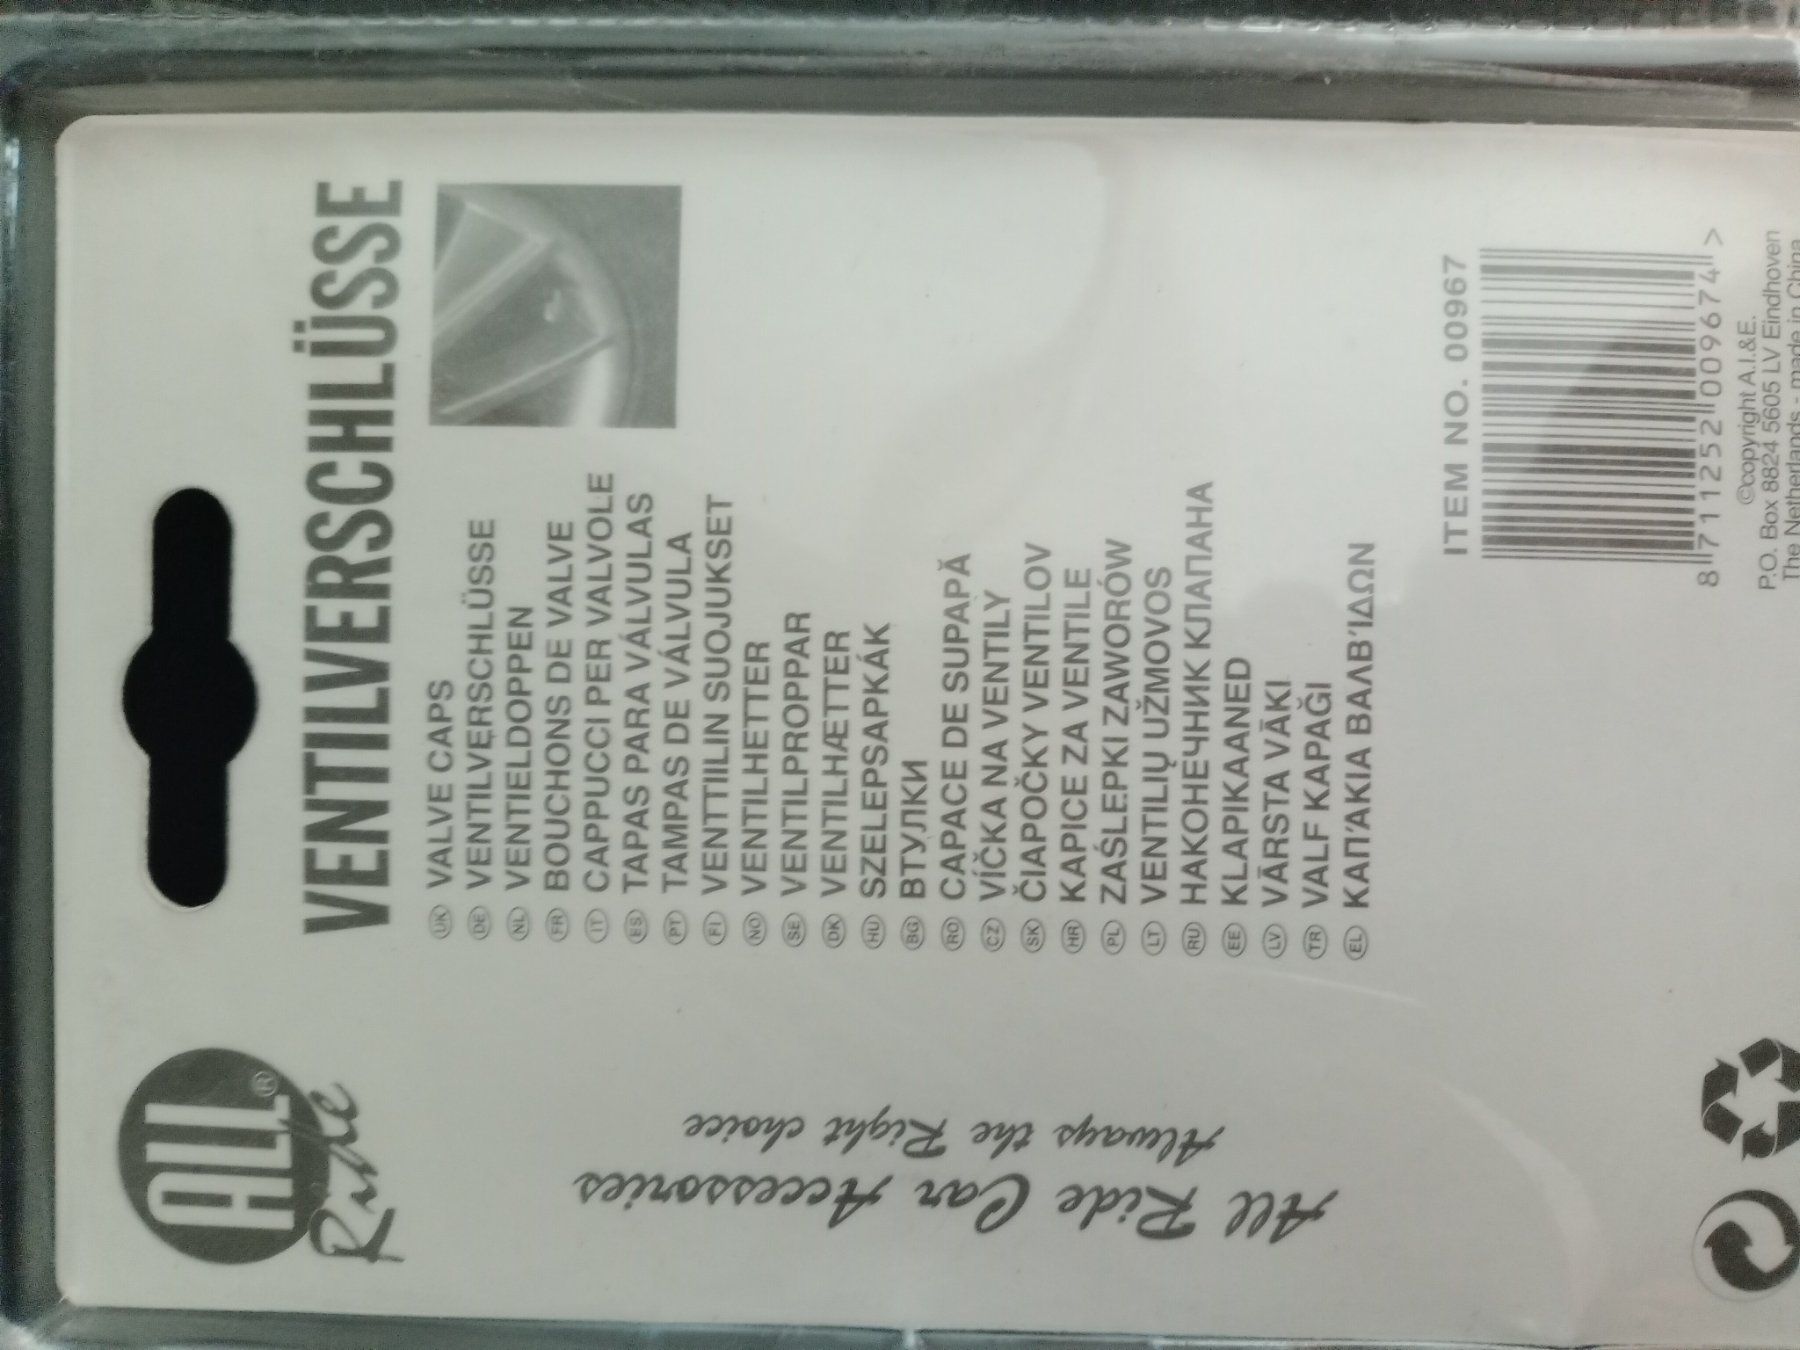 ALL®
Ride
VENTILVERSCHLÜSSE
UK VALVE CAPS
DE VENTILVERSCHLÜSSE
NL VENTIELDOPPEN
FR BOUCHONS DE VALVE
IT CAPPUCCI PER VALVOLE
ES TAPAS PARA VÁLVULAS
PT TAMPAS DE VÁLVULA
FI VENTTIILIN SUOJUKSET
NO VENTILHETTER
SE VENTILPROPPAR
DK VENTILHÆTTER
HU SZELEPSAPKÁK
BG ВТУЛКИ
RO CAPACE DE SUPAPĂ
CZ VÍČKA NA VENTILY
SK ČIAPOČKY VENTILOV
HR KAPICE ZA VENTILE
PL ZAŚLEPKI ZAWORÓW
LT VENTILIŲ UŽMOVOS
RU НАКОНЕЧНИК КЛАПАНА
EE KLAPIKAANED
LV VĀRSTA VĀKI
TR VALF KAPAĞI
EL ΚΑΠ'ΑΚΙΑ ΒΑΛΒ'ΙΔΩΝ
All Ride Car Accessories
Always the Right choice
ITEM NO. 00967
8 711252 009674 >
©copyright A.I.&E.
P.O. Box 8824 5605 LV Eindhoven
The Netherlands - made in China